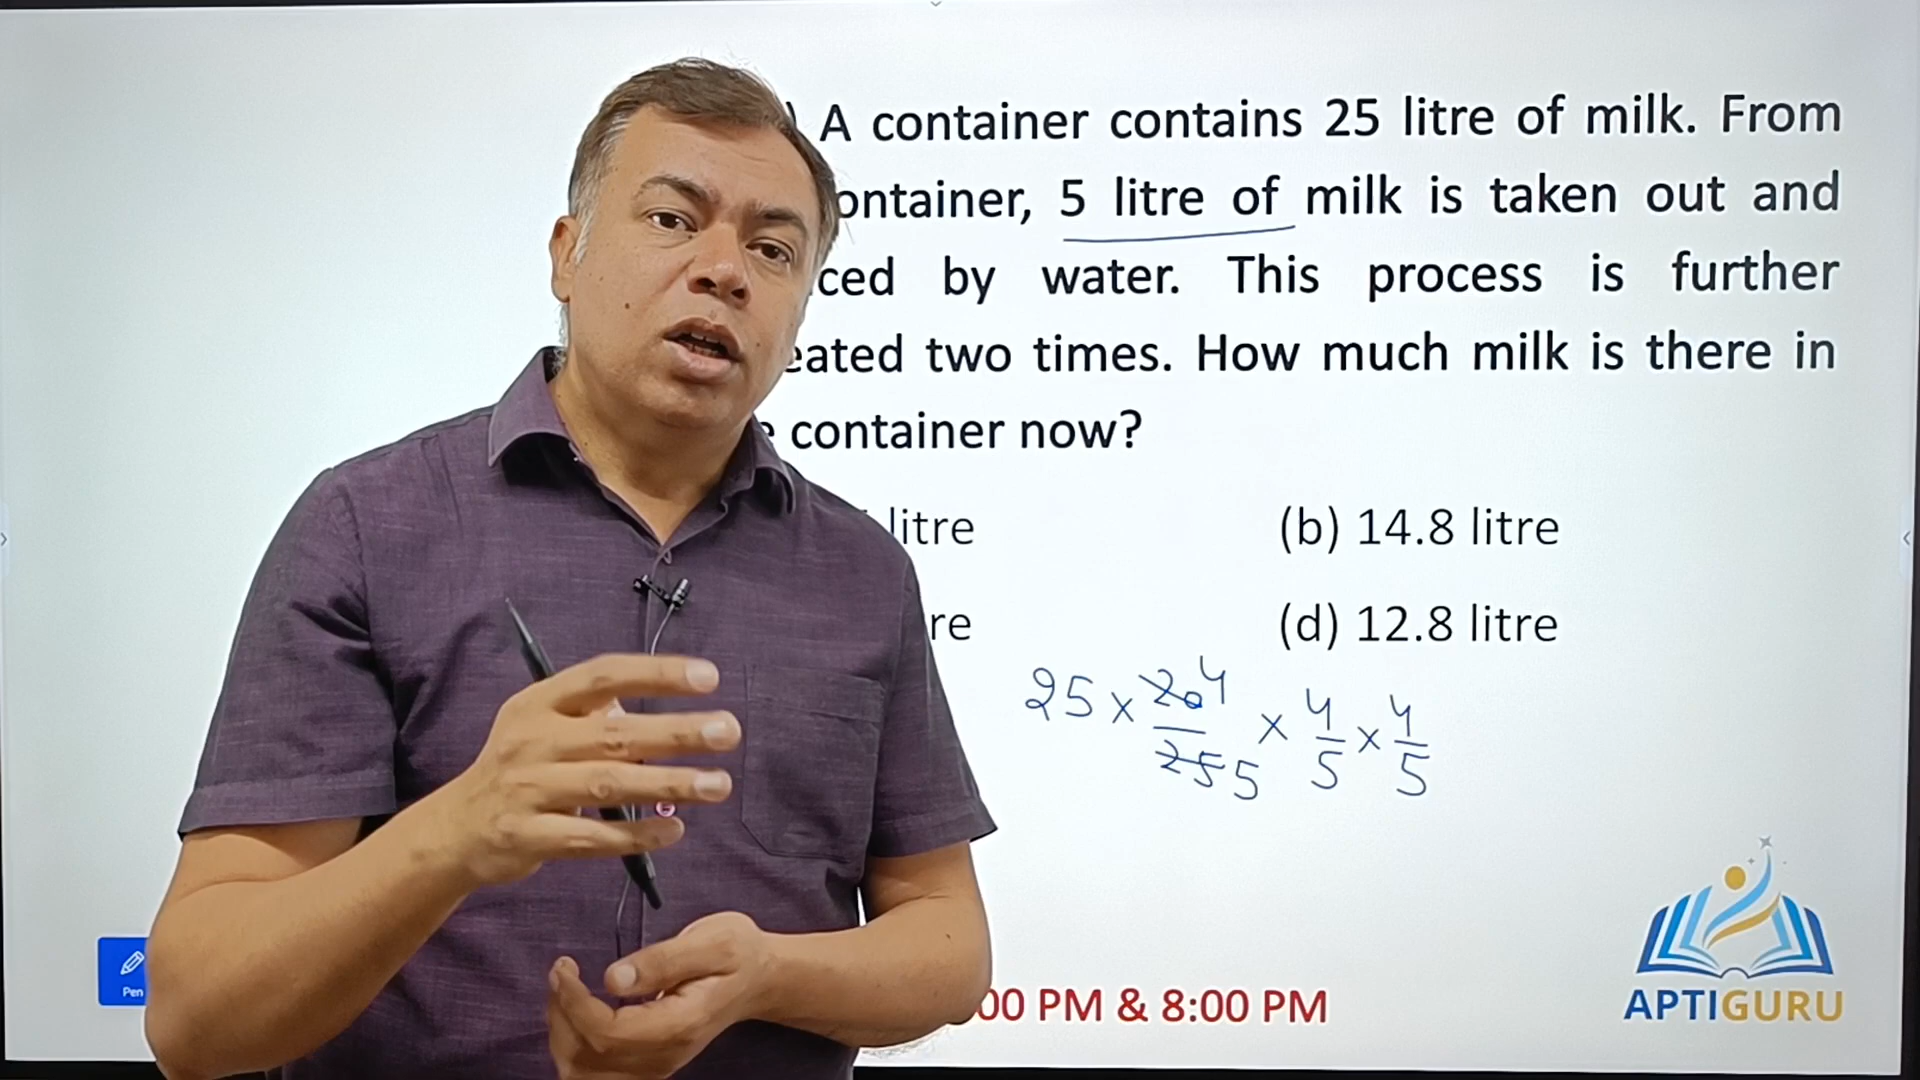 ) A container contains 25 litre of milk. From
ontainer, 5 litre of milk is taken out and
ced by water. This process is further
eated two times. How much milk is there in
e container now?
litre
(b) 14.8 litre
re
(d) 12.8 litre
25 × 20 4 / 25 5 × 4/5 × 4/5
Pen
00 PM & 8:00 PM
APTIGURU